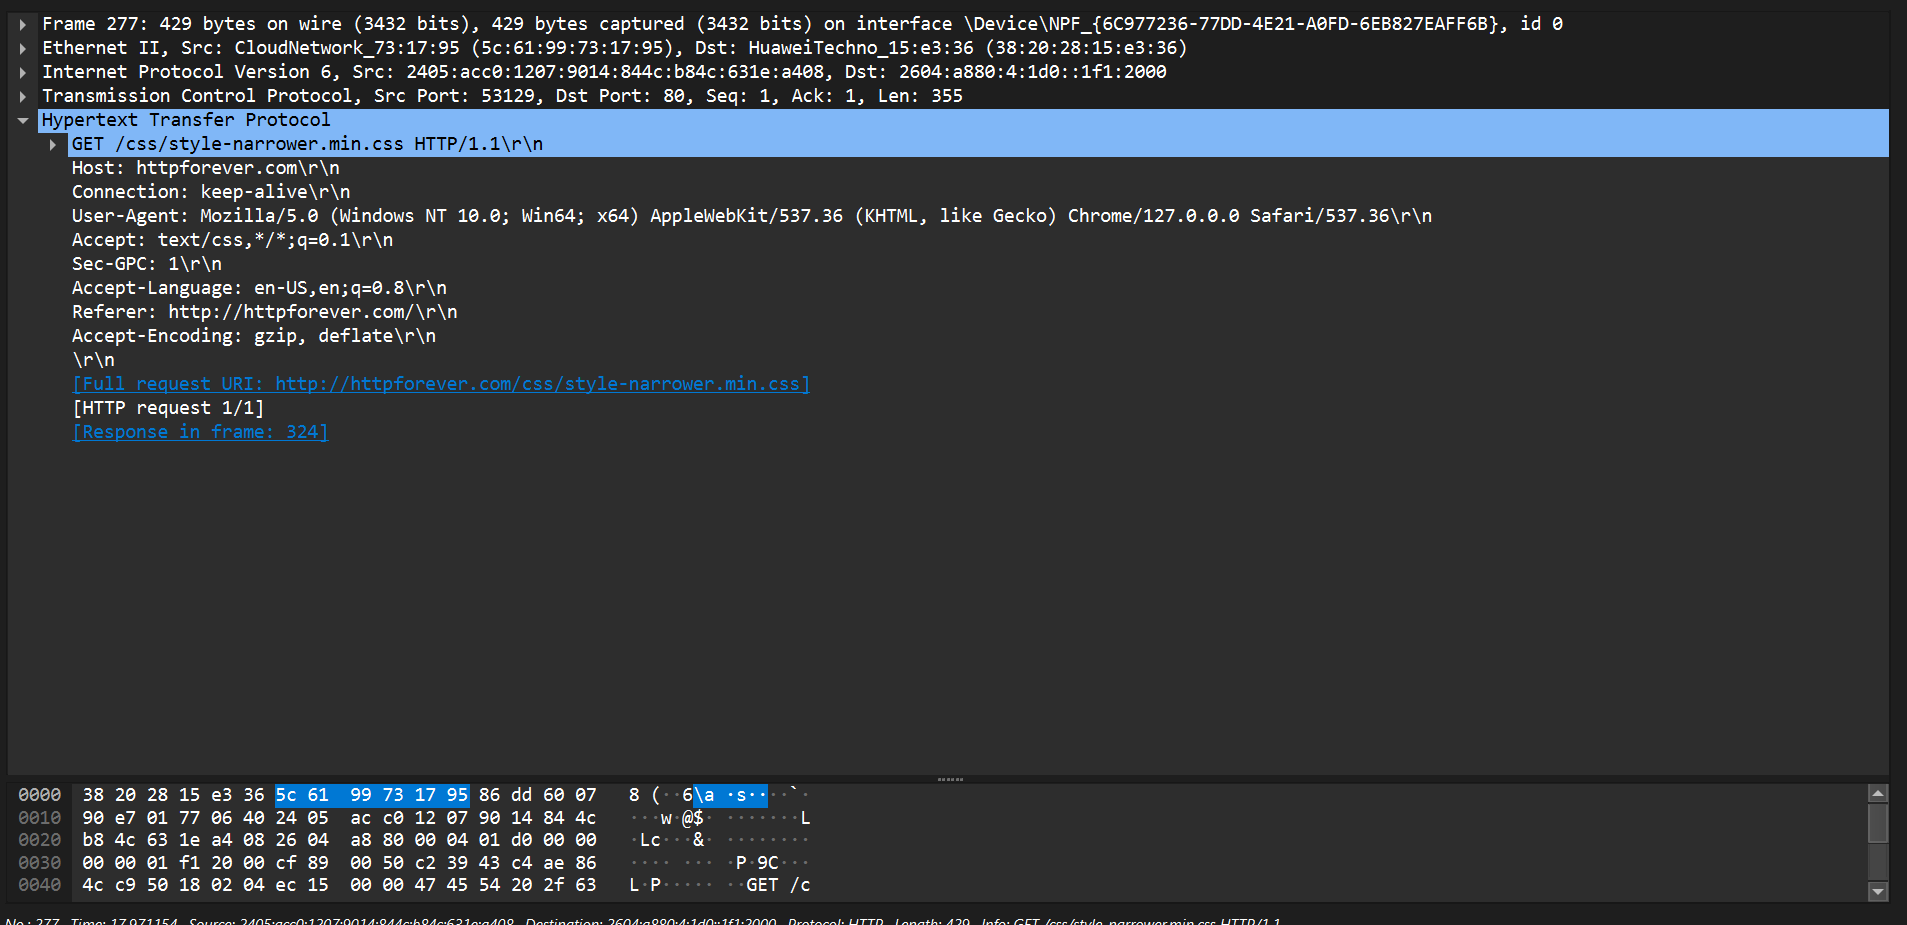 Frame 277: 429 bytes on wire (3432 bits), 429 bytes captured (3432 bits) on interface \Device\NPF_{6C977236-77DD-4E21-A0FD-6EB827EAFF6B}, id 0
Ethernet II, Src: CloudNetwork_73:17:95 (5c:61:99:73:17:95), Dst: HuaweiTechno_15:e3:36 (38:20:28:15:e3:36)
Internet Protocol Version 6, Src: 2405:acc0:1207:9014:844c:b84c:631e:a408, Dst: 2604:a880:4:1d0::1f1:2000
Transmission Control Protocol, Src Port: 53129, Dst Port: 80, Seq: 1, Ack: 1, Len: 355
Hypertext Transfer Protocol
GET /css/style-narrower.min.css HTTP/1.1\r\n
Host: httpforever.com\r\n
Connection: keep-alive\r\n
User-Agent: Mozilla/5.0 (Windows NT 10.0; Win64; x64) AppleWebKit/537.36 (KHTML, like Gecko) Chrome/127.0.0.0 Safari/537.36\r\n
Accept: text/css,*/*;q=0.1\r\n
Sec-GPC: 1\r\n
Accept-Language: en-US,en;q=0.8\r\n
Referer: http://httpforever.com/\r\n
Accept-Encoding: gzip, deflate\r\n
\r\n
[Full request URI: http://httpforever.com/css/style-narrower.min.css]
[HTTP request 1/1]
[Response in frame: 324]
0000 38 20 28 15 e3 36 5c 61 99 73 17 95 86 dd 60 07 8 (··6\a ·s····`·
0010 90 e7 01 77 06 40 24 05 ac c0 12 07 90 14 84 4c ···w·@$· ·······L
0020 b8 4c 63 1e a4 08 26 04 a8 80 00 04 01 d0 00 00 ·Lc···&· ········
0030 00 00 01 f1 20 00 cf 89 00 50 c2 39 43 c4 ae 86 ···· ··· ·P·9C···
0040 4c c9 50 18 02 04 ec 15 00 00 47 45 54 20 2f 63 L·P····· ··GET /c
No.: 277 · Time: 17.971154 · Source: 2405:acc0:1207:9014:844c:b84c:631e:a408 · Destination: 2604:a880:4:1d0::1f1:2000 · Protocol: HTTP · Length: 429 · Info: GET /css/style-narrower.min.css HTTP/1.1